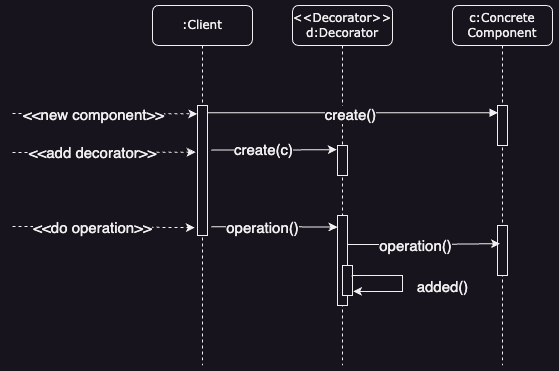 :Client
<<Decorator>>
d:Decorator
c:Concrete
Component
<<new component>>
create()
<<add decorator>>
create(c)
<<do operation>>
operation()
operation()
added()